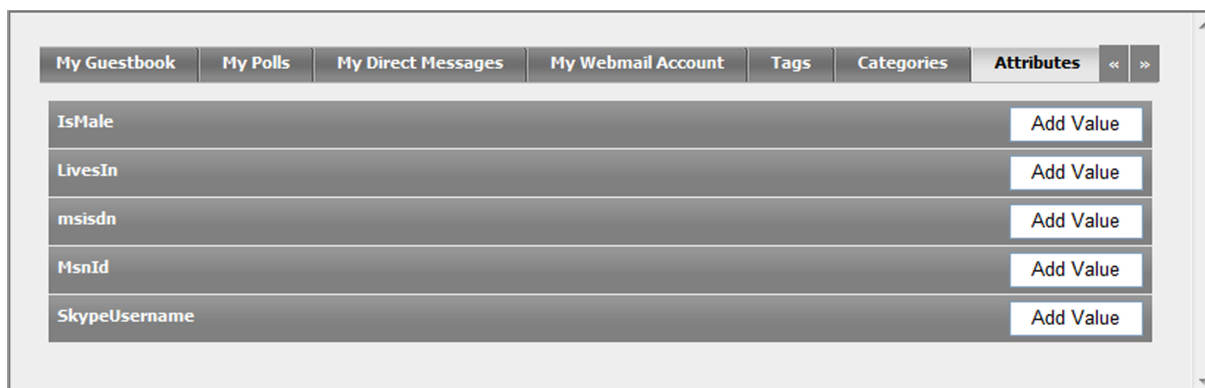 My Guestbook My Polls My Direct Messages My Webmail Account Tags Categories Attributes « »
IsMale Add Value
LivesIn Add Value
msisdn Add Value
MsnId Add Value
SkypeUsername Add Value